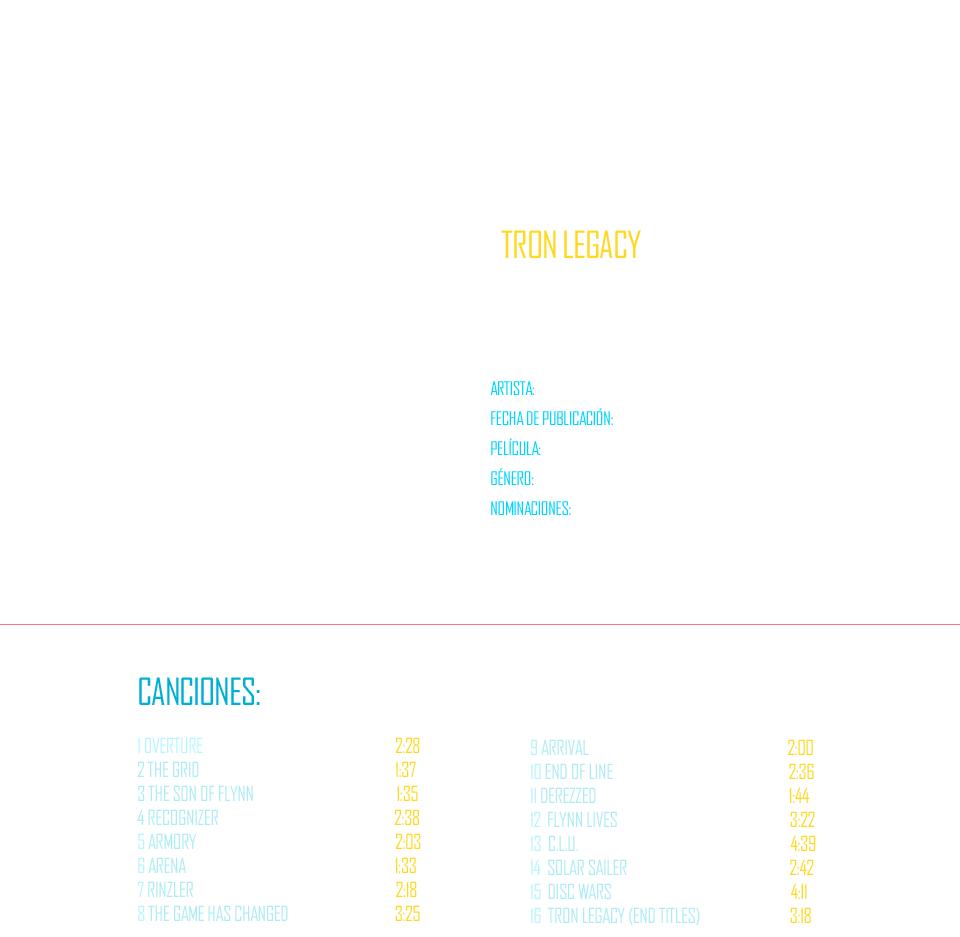 TRON LEGACY
ARTISTA:
FECHA DE PUBLICACIÓN:
PELÍCULA:
GÉNERO:
NOMINACIONES:
CANCIONES:
1 OVERTURE 2:28
2 THE GRID 1:37
3 THE SON OF FLYNN 1:35
4 RECOGNIZER 2:38
5 ARMORY 2:03
6 ARENA 1:33
7 RINZLER 2:18
8 THE GAME HAS CHANGED 3:25
9 ARRIVAL 2:00
10 END OF LINE 2:36
11 DEREZZED 1:44
12 FLYNN LIVES 3:22
13 C.L.U. 4:39
14 SOLAR SAILER 2:42
15 DISC WARS 4:11
16 TRON LEGACY (END TITLES) 3:18